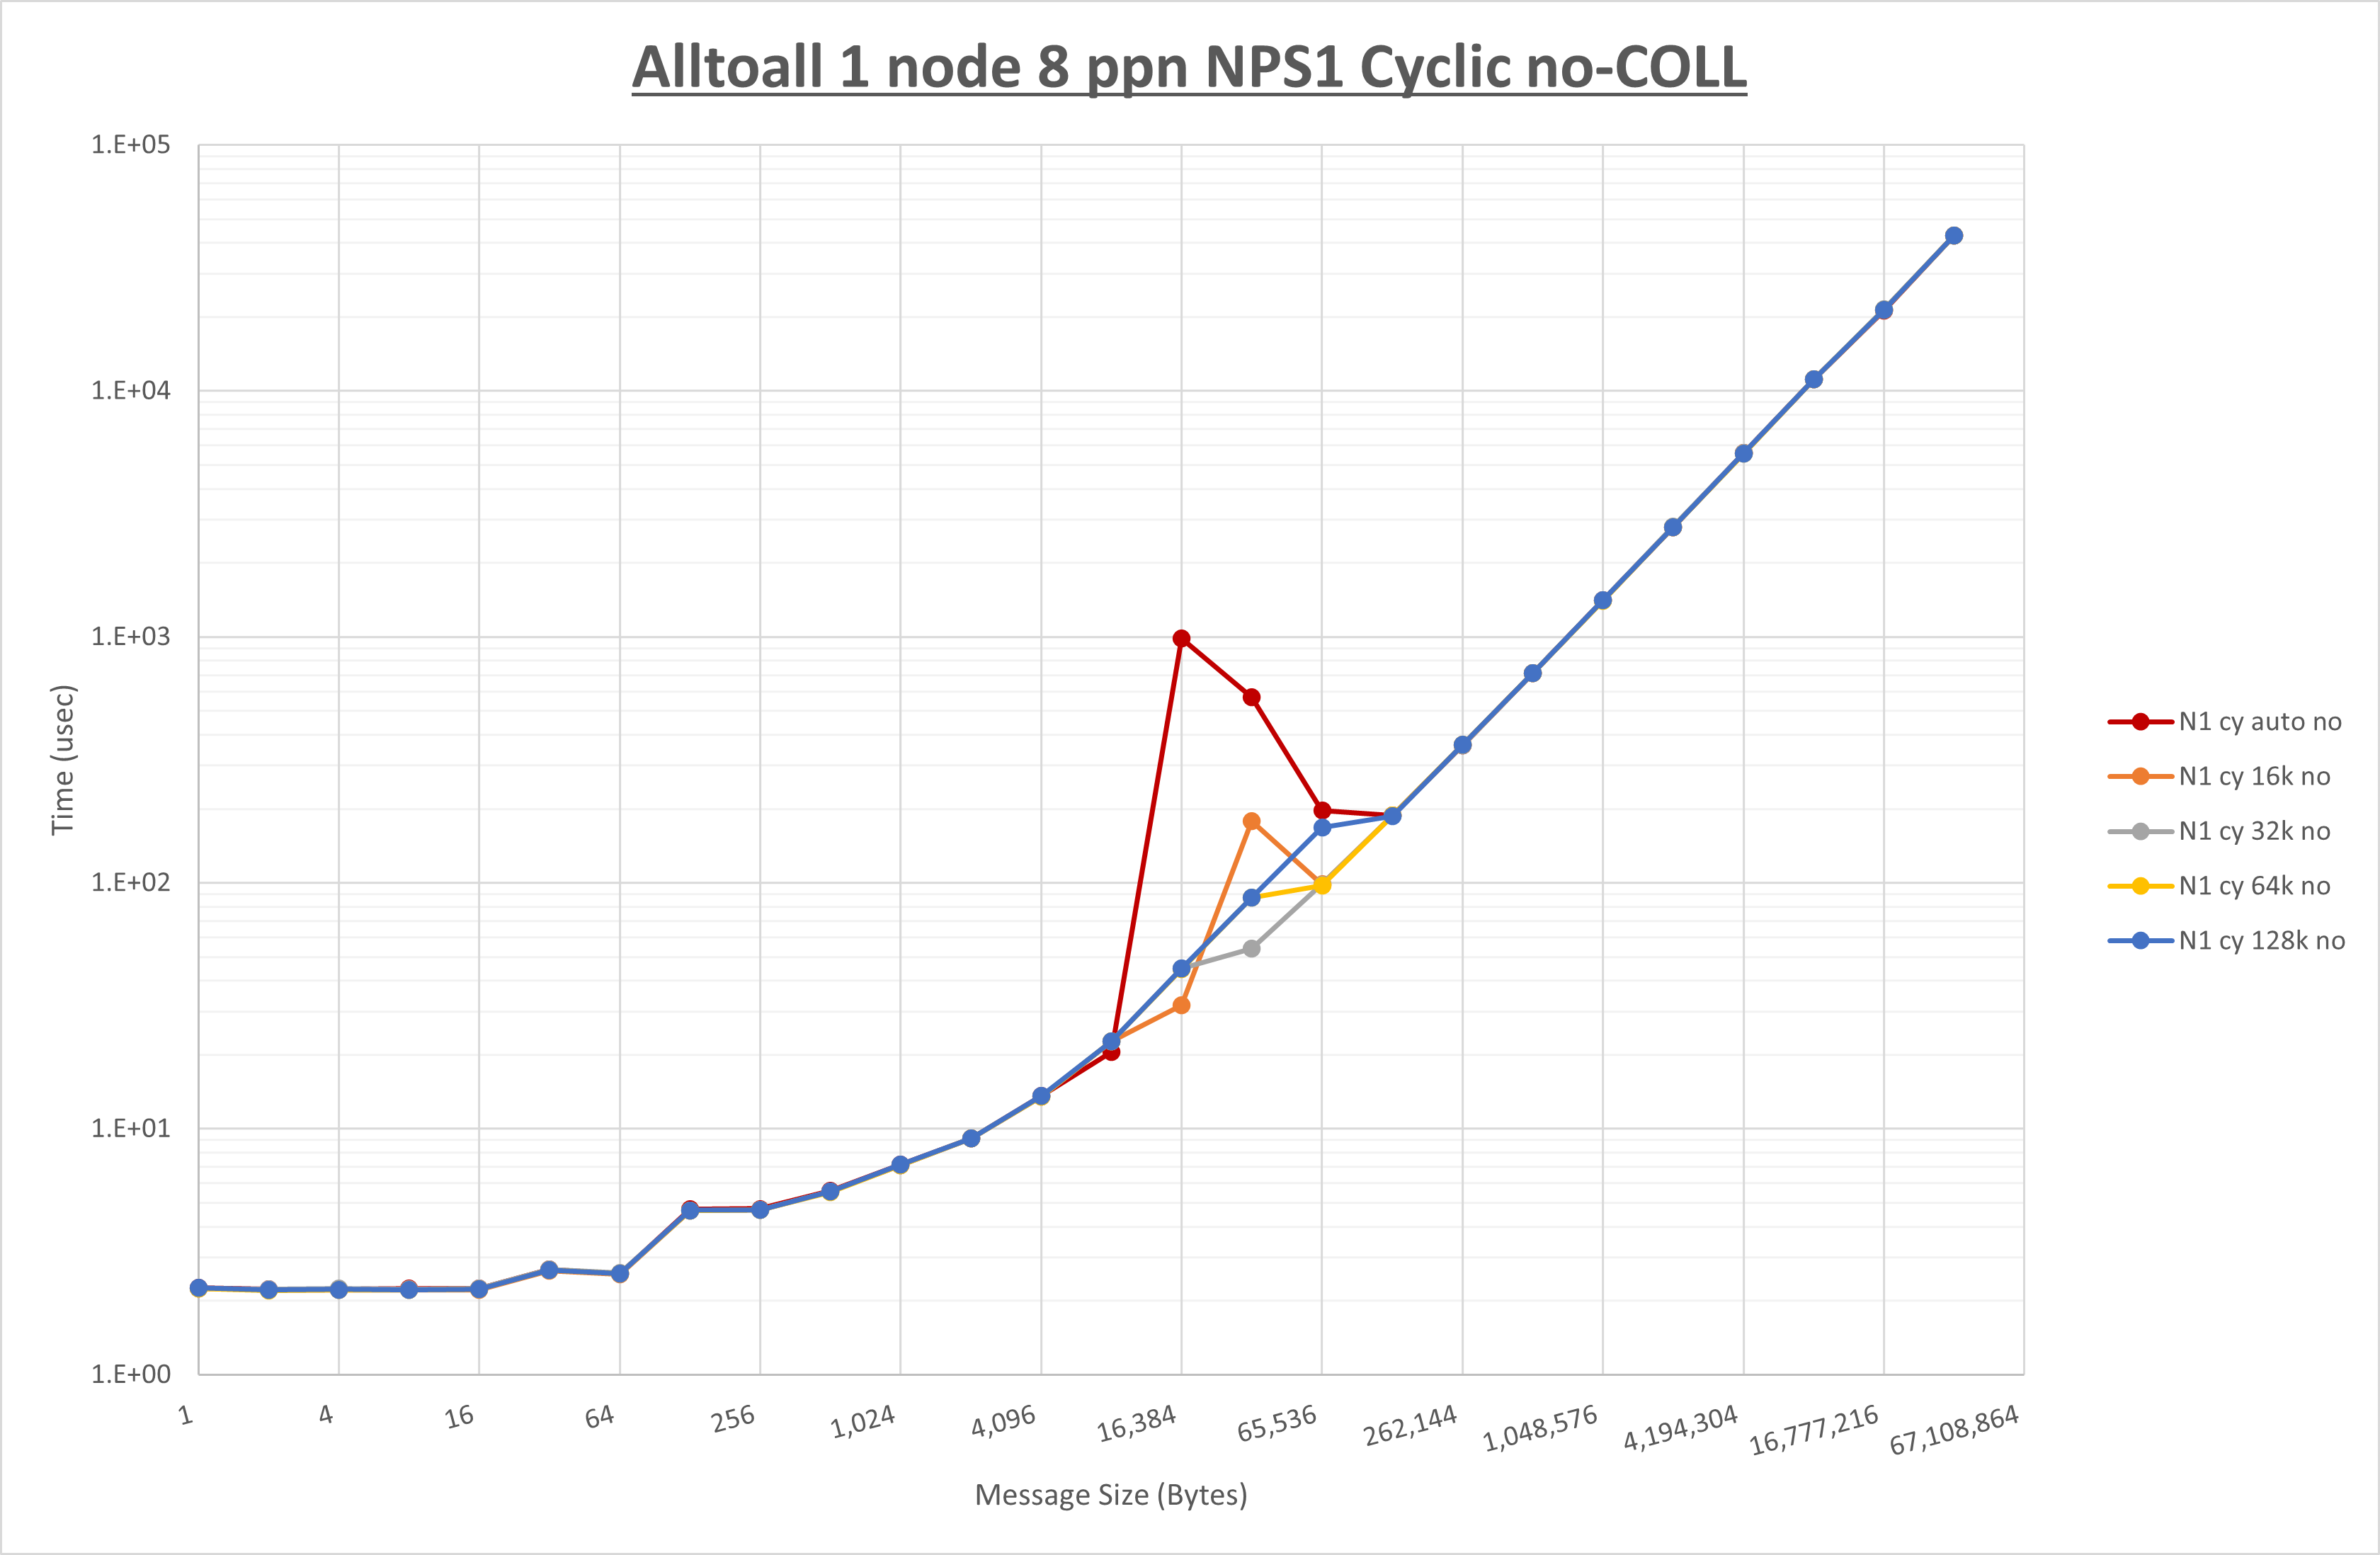 Alltoall 1 node 8 ppn NPS1 Cyclic no-COLL
1.E+05
1.E+04
1.E+03
1.E+02
1.E+01
1.E+00
Time (usec)
1
4
16
64
256
1,024
4,096
16,384
65,536
262,144
1,048,576
4,194,304
16,777,216
67,108,864
Message Size (Bytes)
N1 cy auto no
N1 cy 16k no
N1 cy 32k no
N1 cy 64k no
N1 cy 128k no